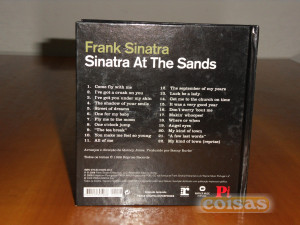 Frank Sinatra
Sinatra At The Sands
1. Come fly with me
2. I've got a crush on you
3. I've got you under my skin
4. The shadow of your smile
5. Street of dreams
6. One for my baby
7. Fly me to the moon
8. One o'clock jump
9. "The tea break"
10. You make me feel so young
11. All of me
12. The september of my years
13. Luck be a lady
14. Get me to the church on time
15. It was a very good year
16. Don't worry 'bout me
17. Makin' whoopee!
18. Where or when
19. Angel eyes
20. My kind of town
21. "A few last words"
22. My kind of town (reprise)
Pi
coisas